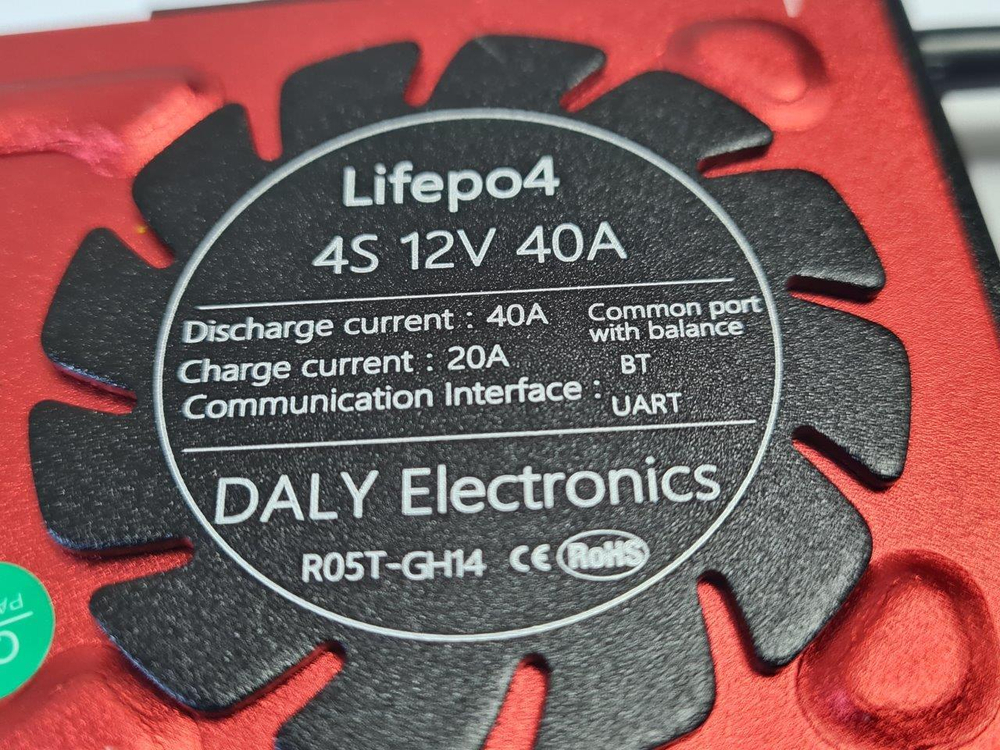 Lifepo4
4S 12V 40A
Discharge current : 40A
Common port
with balance
Charge current : 20A
BT
Communication Interface :
UART
DALY Electronics
R05T-GH14 CE RoHS